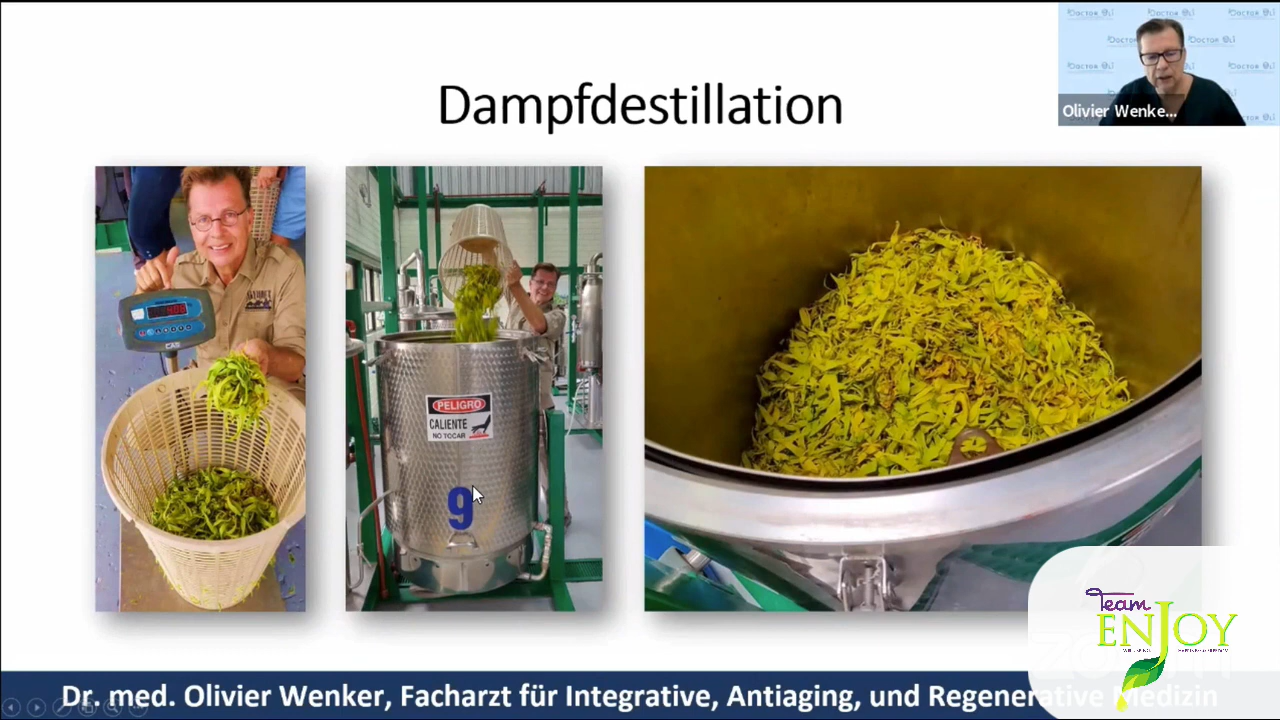 Dampfdestillation
DOCTOR Oli
Olivier Wenke...
CAS
PELIGRO
CALIENTE
NO TOCAR
9
Team
ENJOY
Dr. med. Olivier Wenker, Facharzt für Integrative, Antiaging, und Regenerative Medizin